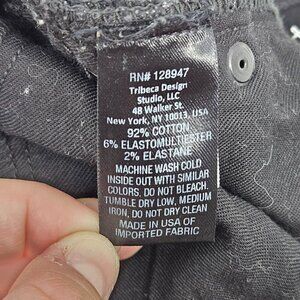 RN# 128947
Tribeca Design
Studio, LLC
48 Walker St.
New York, NY 10013, USA
92% COTTON
6% ELASTOMULTIESTER
2% ELASTANE
MACHINE WASH COLD
INSIDE OUT WITH SIMILAR
COLORS. DO NOT BLEACH.
TUMBLE DRY LOW, MEDIUM
IRON, DO NOT DRY CLEAN
MADE IN USA OF
IMPORTED FABRIC